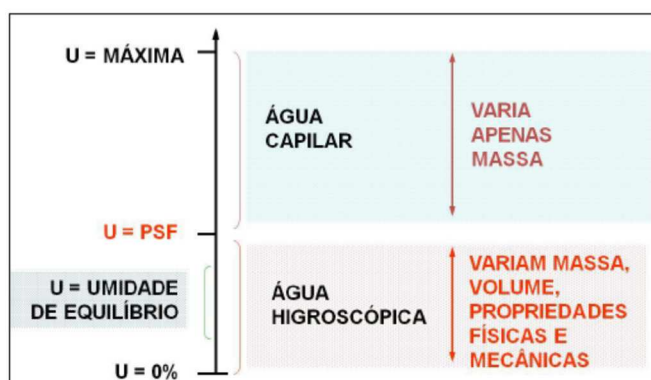 U = MÁXIMA
ÁGUA
CAPILAR
VARIA
APENAS
MASSA
U = PSF
U = UMIDADE
DE EQUILÍBRIO
ÁGUA
HIGROSCÓPICA
VARIAM MASSA,
VOLUME,
PROPRIEDADES
FÍSICAS E
MECÂNICAS
U = 0%